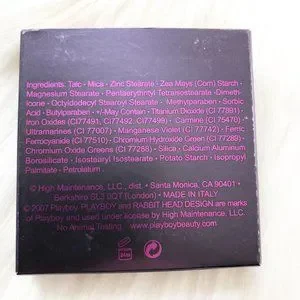 Ingredients: Talc • Mica • Zinc Stearate • Zea Mays (Corn) Starch •
Magnesium Stearate • Pentaerythrityl Tetraisostearate • Dimeth-
icone • Octyldodecyl Stearoyl Stearate • Methylparaben • Sorbic
Acid • Butylparaben • +/-May Contain • Titanium Dioxide (CI 77891) •
Iron Oxides (CI77491, CI 77492, CI 77499) • Carmine (CI75470) •
Ultramarines (CI 77007) • Manganese Violet (CI 77742) • Ferric
Ferrocyanide (CI 77510) • Chromium Hydroxide Green (CI 77289) •
Chromium Oxide Greens (CI 77288) • Silica • Calcium Aluminum
Borosilicate • Isostearyl Isostearate • Potato Starch • Isopropyl
Palmitate • Petrolatum
© High Maintenance, LLC., dist. • Santa Monica, CA 90401 •
Berkshire SL3 0QT (London) • MADE IN ITALY
©2007 Playboy. PLAYBOY and RABBIT HEAD DESIGN are marks
of Playboy and used under license by High Maintenance, LLC.
No Animal Testing www.playboybeauty.com